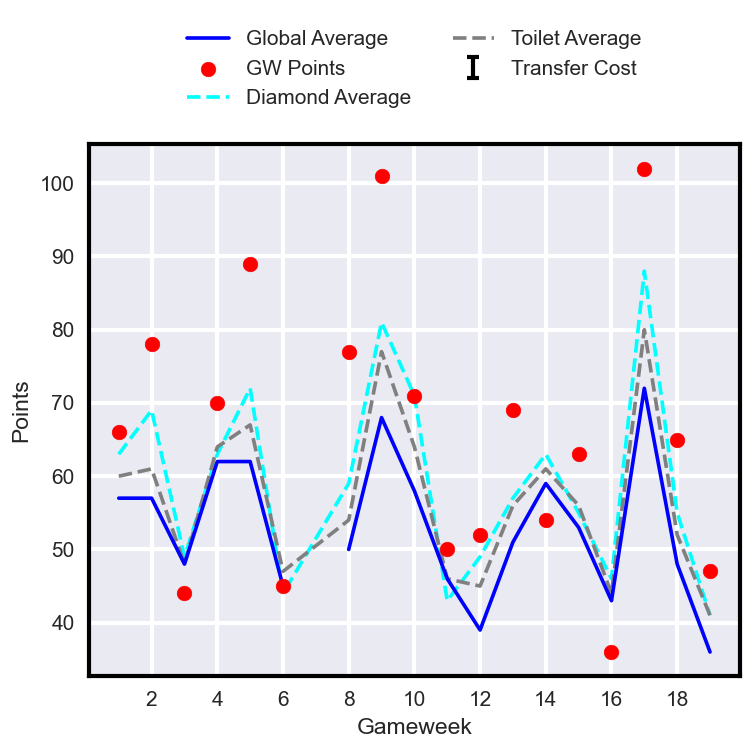 Global Average
GW Points
Diamond Average
Toilet Average
Transfer Cost
100
90
80
70
60
50
40
Points
2 4 6 8 10 12 14 16 18
Gameweek